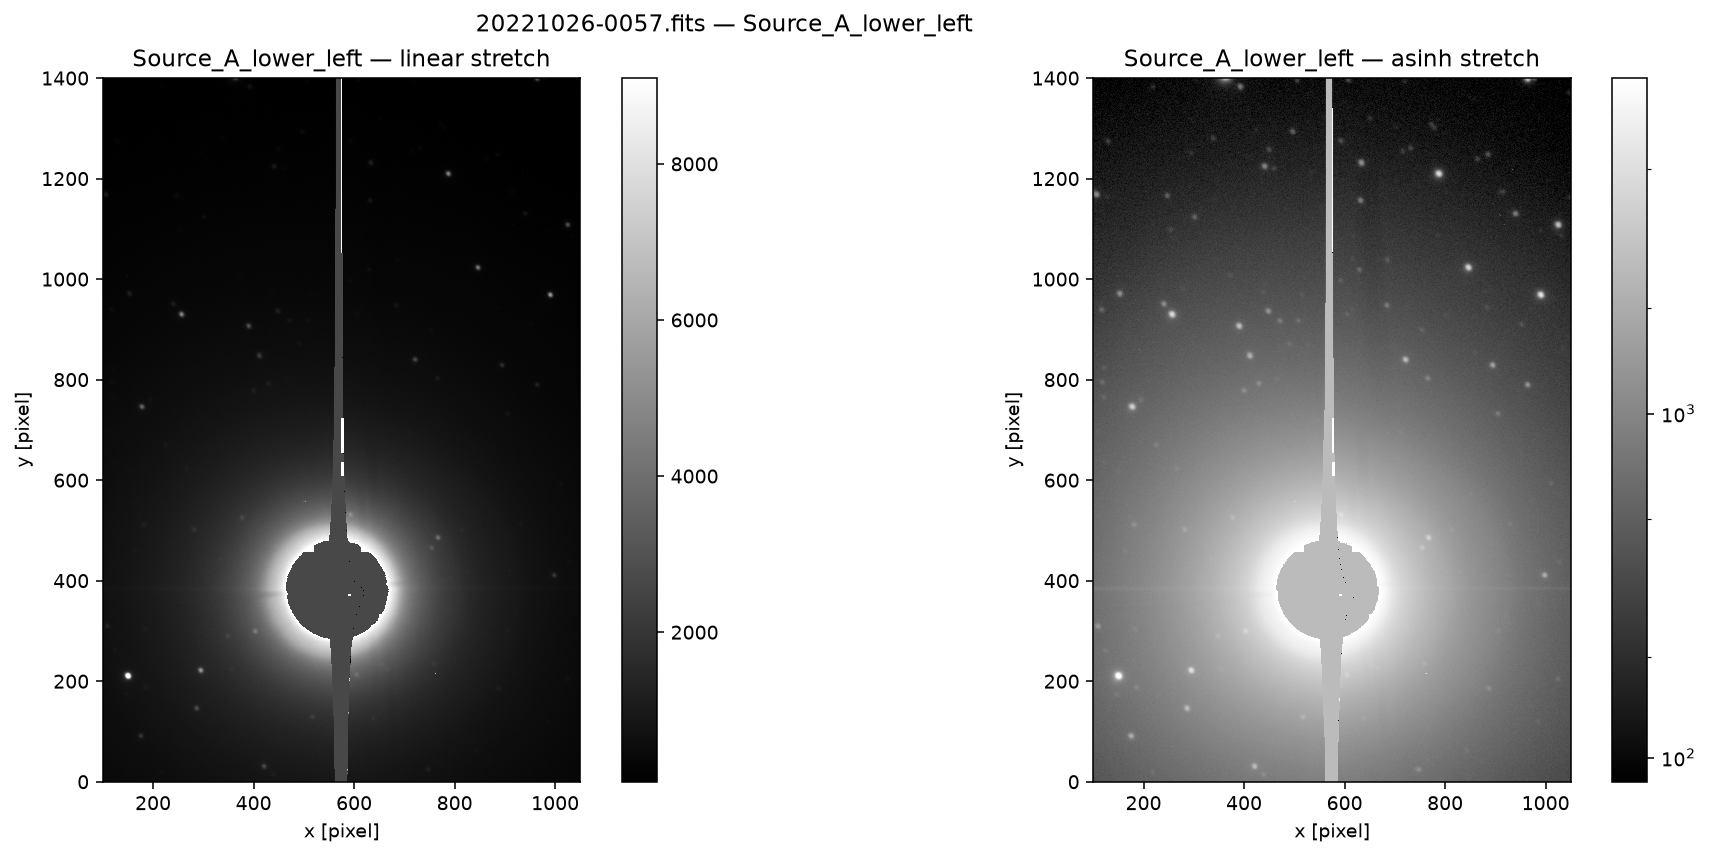 20221026-0057.fits — Source_A_lower_left
Source_A_lower_left — linear stretch
1400
1200
1000
800
600
400
200
0
y [pixel]
200 400 600 800 1000
x [pixel]
8000
6000
4000
2000
Source_A_lower_left — asinh stretch
1400
1200
1000
800
600
400
200
0
y [pixel]
200 400 600 800 1000
x [pixel]
10³
10²